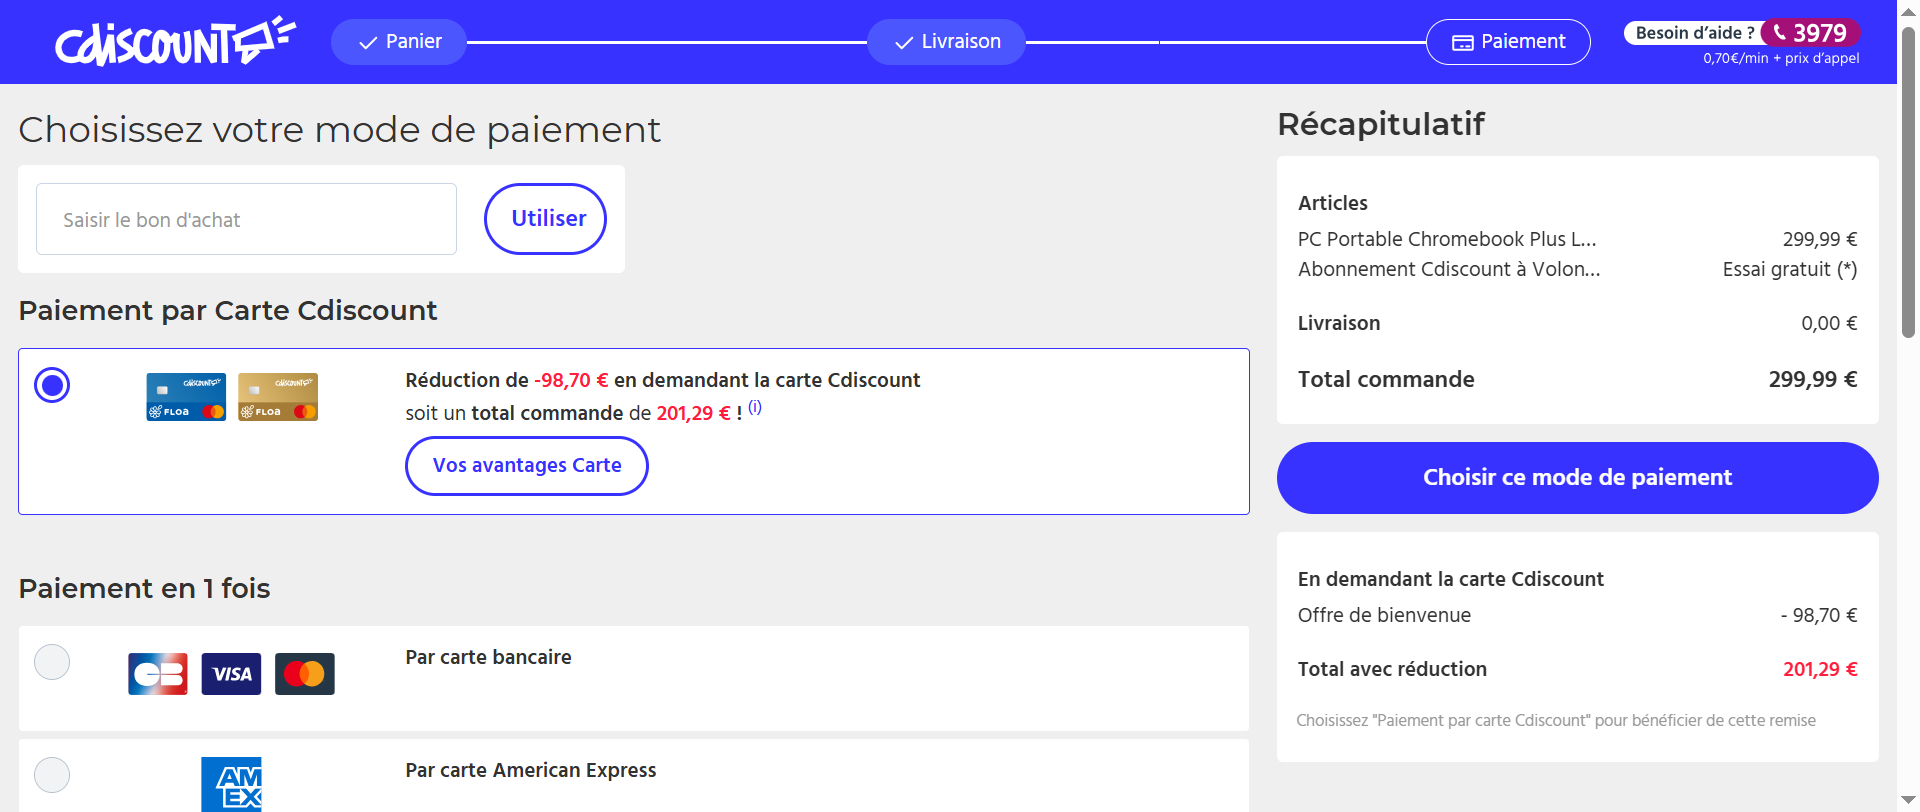 CDISCOUNT
Panier
Livraison
Paiement
Besoin d'aide ? 3979
0,70€/min + prix d'appel
Choisissez votre mode de paiement
Saisir le bon d'achat
Utiliser
Paiement par Carte Cdiscount
CDISCOUNT
FLOA
CDISCOUNT
FLOA
Réduction de -98,70 € en demandant la carte Cdiscount
soit un total commande de 201,29 € ! (i)
Vos avantages Carte
Paiement en 1 fois
CB
VISA
Par carte bancaire
AM
EX
Par carte American Express
Récapitulatif
Articles
PC Portable Chromebook Plus L... 299,99 €
Abonnement Cdiscount à Volon... Essai gratuit (*)
Livraison 0,00 €
Total commande 299,99 €
Choisir ce mode de paiement
En demandant la carte Cdiscount
Offre de bienvenue - 98,70 €
Total avec réduction 201,29 €
Choisissez "Paiement par carte Cdiscount" pour bénéficier de cette remise